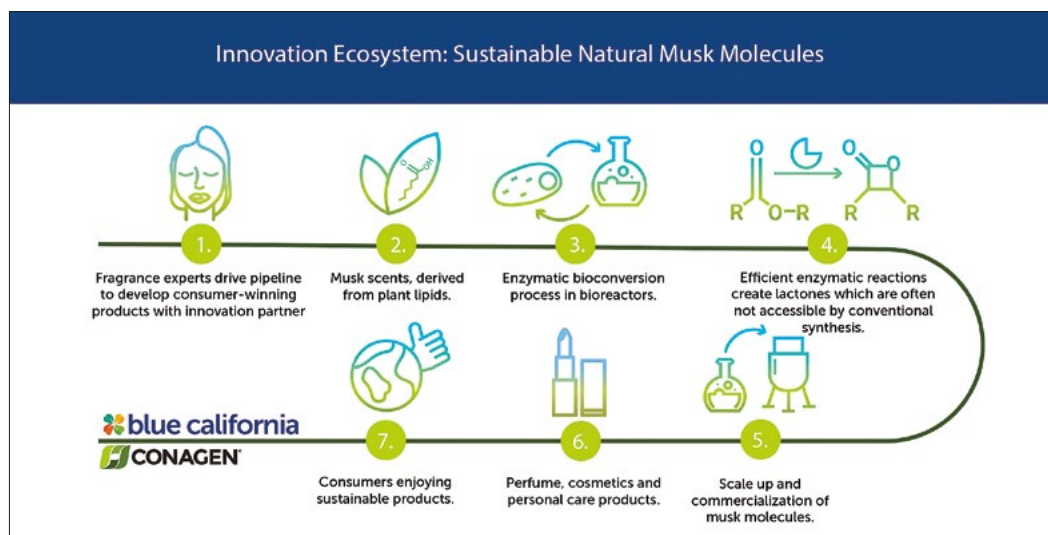 Innovation Ecosystem: Sustainable Natural Musk Molecules
OH
O
O
O
O
R
O-R
R
R
1.
2.
3.
4.
Fragrance experts drive pipeline
to develop consumer-winning
products with innovation partner
Musk scents, derived
from plant lipids.
Enzymatic bioconversion
process in bioreactors.
Efficient enzymatic reactions
create lactones which are often
not accessible by conventional
synthesis.
blue california
CONAGEN®
7.
6.
5.
Consumers enjoying
sustainable products.
Perfume, cosmetics and
personal care products.
Scale up and
commercialization of
musk molecules.